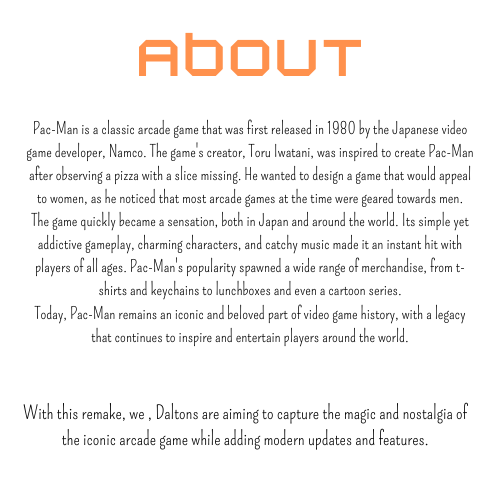 ABOUT
Pac-Man is a classic arcade game that was first released in 1980 by the Japanese video
game developer, Namco. The game's creator, Toru Iwatani, was inspired to create Pac-Man
after observing a pizza with a slice missing. He wanted to design a game that would appeal
to women, as he noticed that most arcade games at the time were geared towards men.
The game quickly became a sensation, both in Japan and around the world. Its simple yet
addictive gameplay, charming characters, and catchy music made it an instant hit with
players of all ages. Pac-Man's popularity spawned a wide range of merchandise, from t-
shirts and keychains to lunchboxes and even a cartoon series.
Today, Pac-Man remains an iconic and beloved part of video game history, with a legacy
that continues to inspire and entertain players around the world.
With this remake, we , Daltons are aiming to capture the magic and nostalgia of
the iconic arcade game while adding modern updates and features.